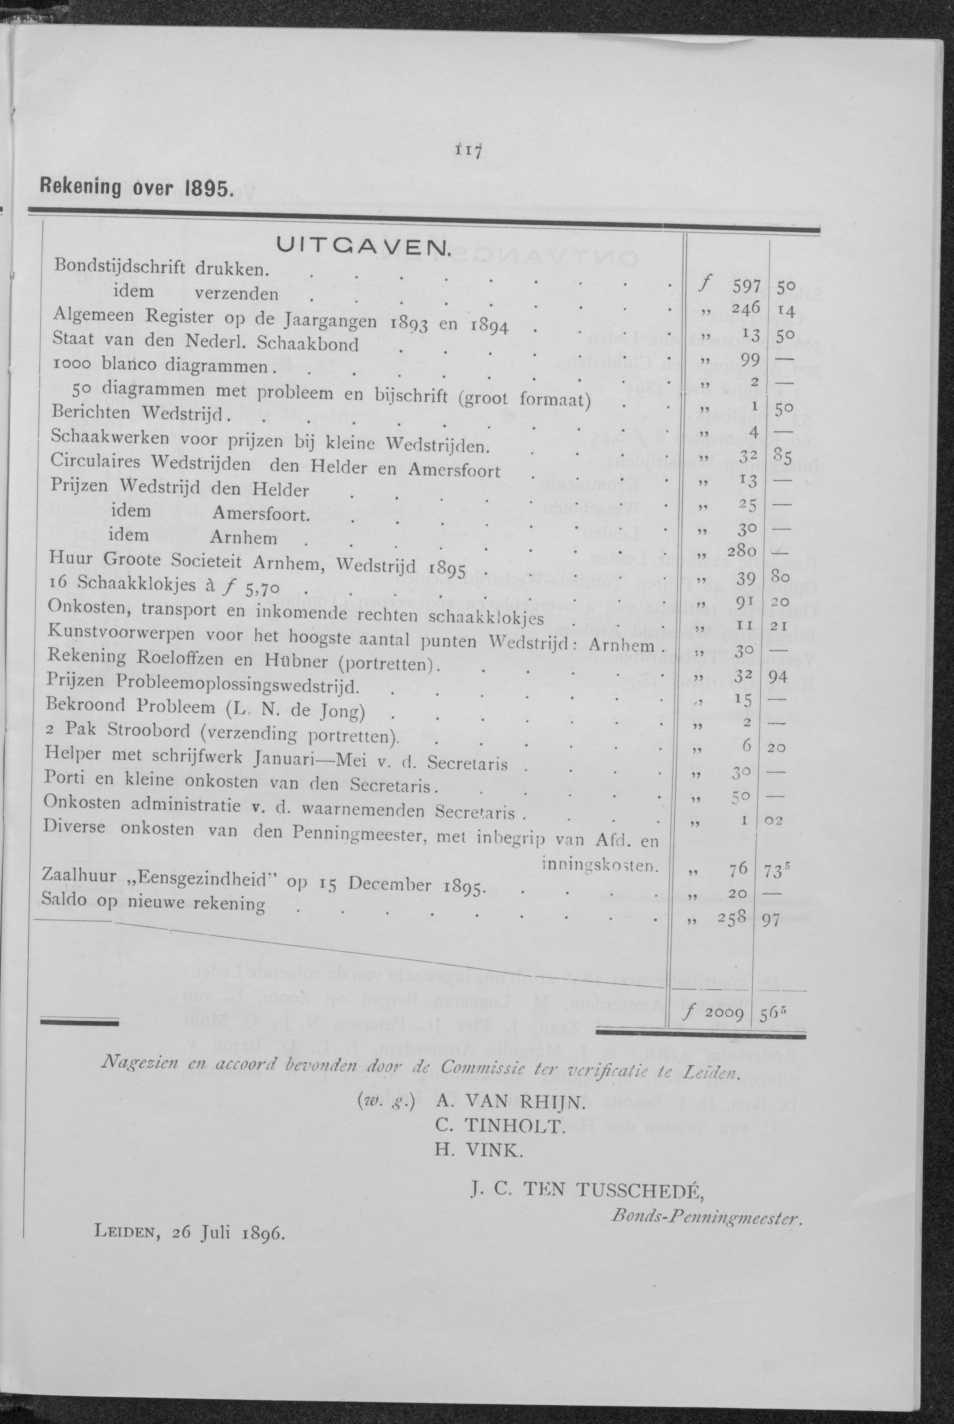 117
Rekening over 1895.
UITGAVEN.
Bondstijdschrift drukken. f 597 50
idem verzenden „ 246 14
Algemeen Register op de Jaargangen 1893 en 1894 „ 13 50
Staat van den Nederl. Schaakbond „ 99 —
1000 blanco diagrammen. „ 2 —
50 diagrammen met probleem en bijschrift (groot formaat) „ 1 50
Berichten Wedstrijd. „ 4 —
Schaakwerken voor prijzen bij kleine Wedstrijden. „ 32 85
Circulaires Wedstrijden den Helder en Amersfoort „ 13 —
Prijzen Wedstrijd den Helder „ 25 —
idem Amersfoort. „ 30 —
idem Arnhem „ 280 —
Huur Groote Societeit Arnhem, Wedstrijd 1895 „ 39 80
16 Schaakklokjes à f 5,70 „ 91 20
Onkosten, transport en inkomende rechten schaakklokjes „ 11 21
Kunstvoorwerpen voor het hoogste aantal punten Wedstrijd: Arnhem. „ 30 —
Rekening Roeloffzen en Hübner (portretten). „ 32 94
Prijzen Probleemoplossingswedstrijd. „ 15 —
Bekroond Probleem (L. N. de Jong) „ 2 —
2 Pak Stroobord (verzending portretten). „ 6 20
Helper met schrijfwerk Januari—Mei v. d. Secretaris „ 30 —
Porti en kleine onkosten van den Secretaris. „ 50 —
Onkosten administratie v. d. waarnemenden Secretaris. „ 1 02
Diverse onkosten van den Penningmeester, met inbegrip van Afd. en
inningskosten. „ 76 73⁵
Zaalhuur „Eensgezindheid" op 15 December 1895. „ 20 —
Saldo op nieuwe rekening „ 258 97
f 2009 56⁵
Nagezien en accoord bevonden door de Commissie ter verificatie te Leiden.
(w. g.) A. VAN RHIJN.
C. TINHOLT.
H. VINK.
J. C. TEN TUSSCHEDÉ,
Bonds-Penningmeester.
LEIDEN, 26 Juli 1896.